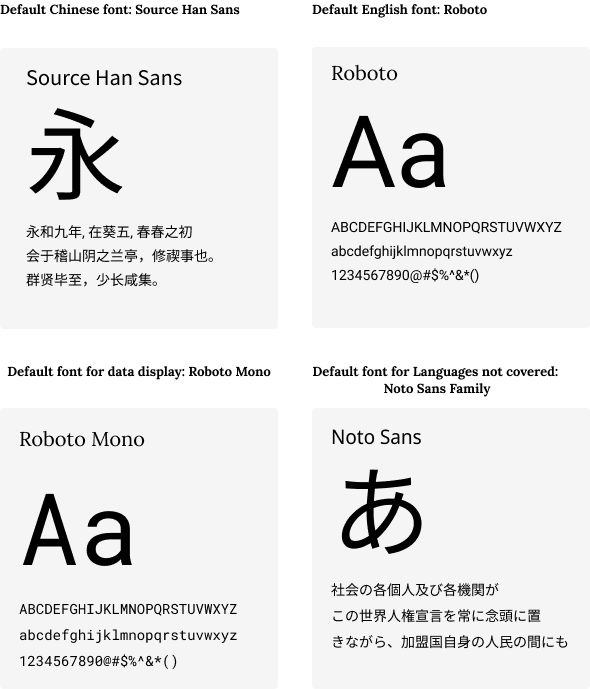 Default Chinese font: Source Han Sans
Source Han Sans
永
永和九年, 在葵五, 春春之初
会于稽山阴之兰亭，修禊事也。
群贤毕至，少长咸集。
Default English font: Roboto
Roboto
Aa
ABCDEFGHIJKLMNOPQRSTUVWXYZ
abcdefghijklmnopqrstuvwxyz
1234567890@#$%^&*()
Default font for data display: Roboto Mono
Roboto Mono
Aa
ABCDEFGHIJKLMNOPQRSTUVWXYZ
abcdefghijklmnopqrstuvwxyz
1234567890@#$%^&*()
Default font for Languages not covered:
Noto Sans Family
Noto Sans
あ
社会の各個人及び各機関が
この世界人権宣言を常に念頭に置
きながら、加盟国自身の人民の間にも